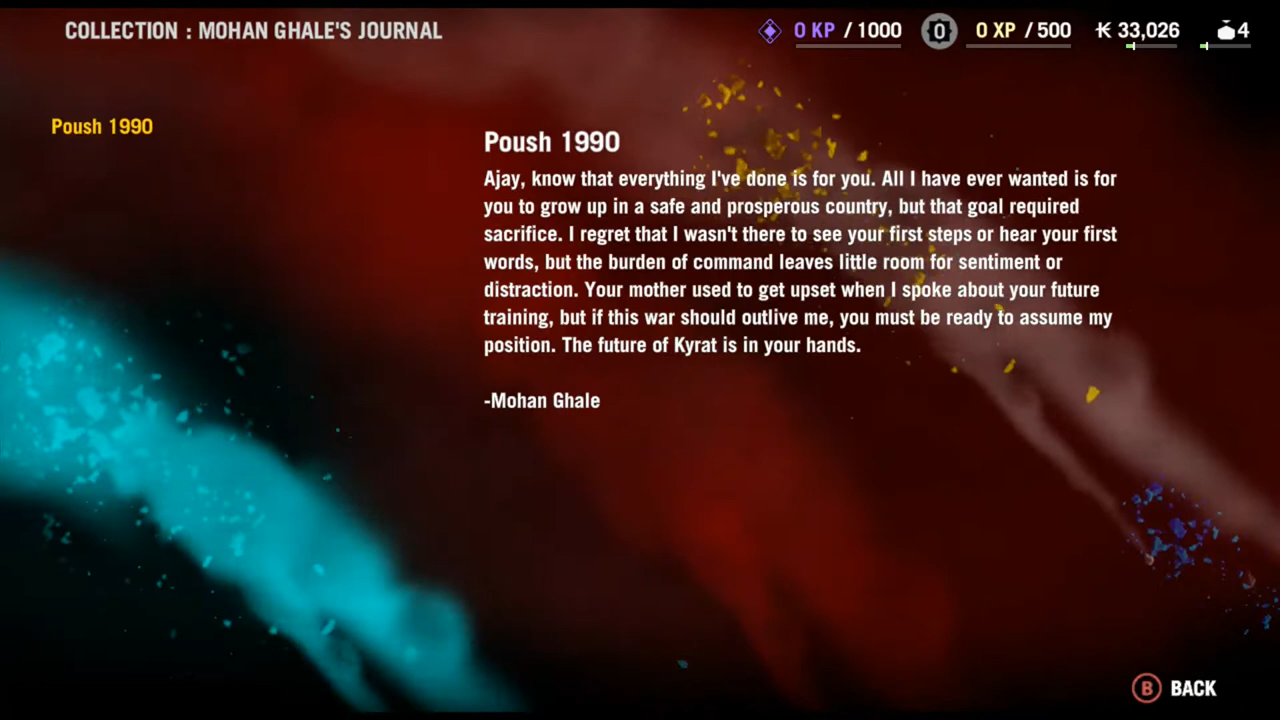 COLLECTION : MOHAN GHALE'S JOURNAL
0 KP / 1000
0
0 XP / 500
33,026
4
Poush 1990
Poush 1990
Ajay, know that everything I've done is for you. All I have ever wanted is for
you to grow up in a safe and prosperous country, but that goal required
sacrifice. I regret that I wasn't there to see your first steps or hear your first
words, but the burden of command leaves little room for sentiment or
distraction. Your mother used to get upset when I spoke about your future
training, but if this war should outlive me, you must be ready to assume my
position. The future of Kyrat is in your hands.
-Mohan Ghale
B BACK